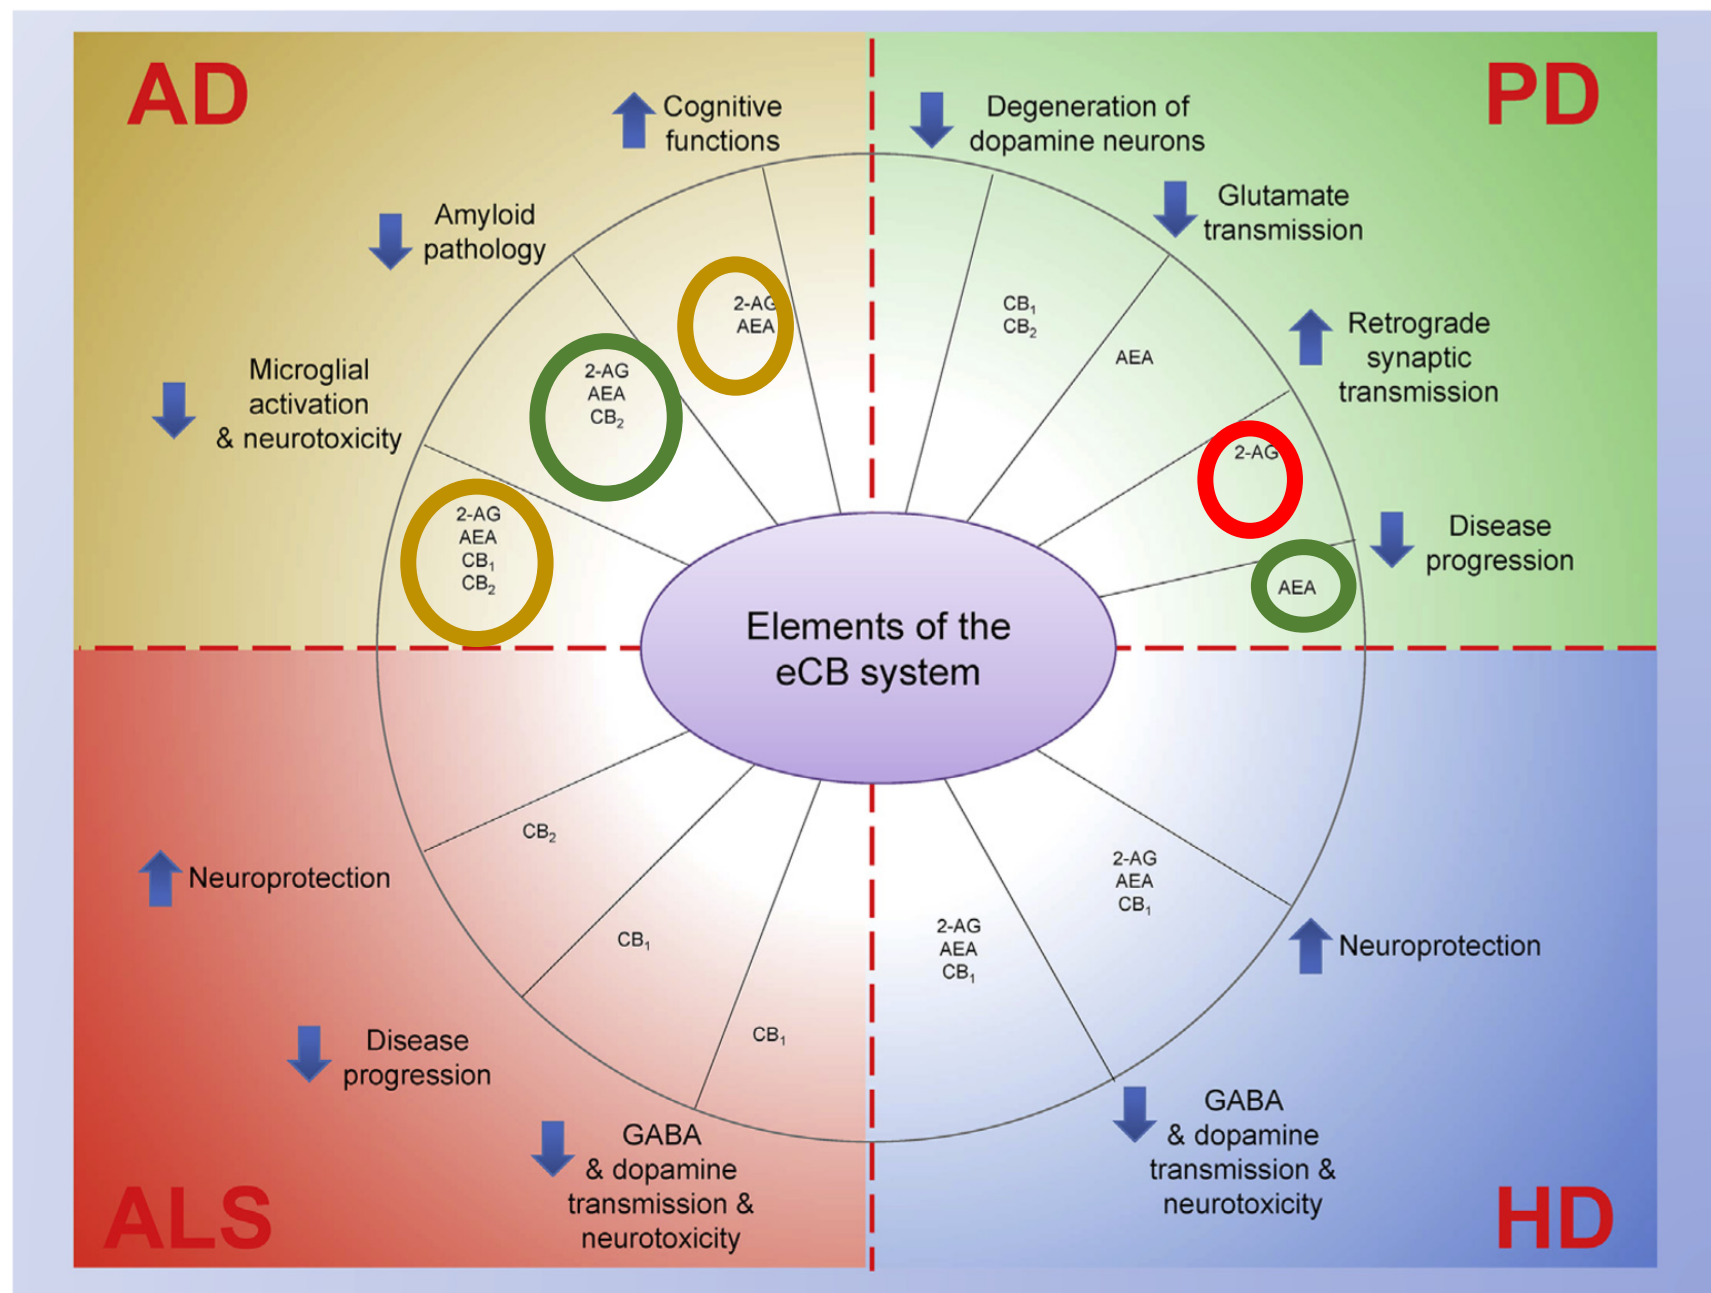 AD
Cognitive
functions
Amyloid
pathology
Microglial
activation
& neurotoxicity
2-AG
AEA
2-AG
AEA
CB₂
2-AG
AEA
CB₁
CB₂
PD
Degeneration of
dopamine neurons
Glutamate
transmission
Retrograde
synaptic
transmission
Disease
progression
CB₁
CB₂
AEA
2-AG
AEA
Elements of the
eCB system
CB₂
CB₁
CB₁
Neuroprotection
Disease
progression
GABA
& dopamine
transmission &
neurotoxicity
ALS
2-AG
AEA
CB₁
2-AG
AEA
CB₁
Neuroprotection
GABA
& dopamine
transmission &
neurotoxicity
HD